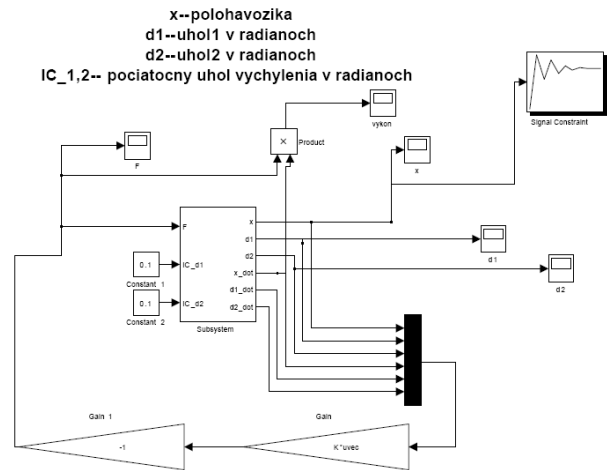 x--polohavozika
d1--uhol1 v radianoch
d2--uhol2 v radianoch
IC_1,2-- pociatocny uhol vychylenia v radianoch
Signal Constraint
vykon
×
Product
F
x
F
IC_d1
IC_d2
x
d1
d2
x_dot
d1_dot
d2_dot
Subsystem
0.1
Constant 1
0.1
Constant 2
d1
d2
Gain 1
-1
Gain
K*uvec